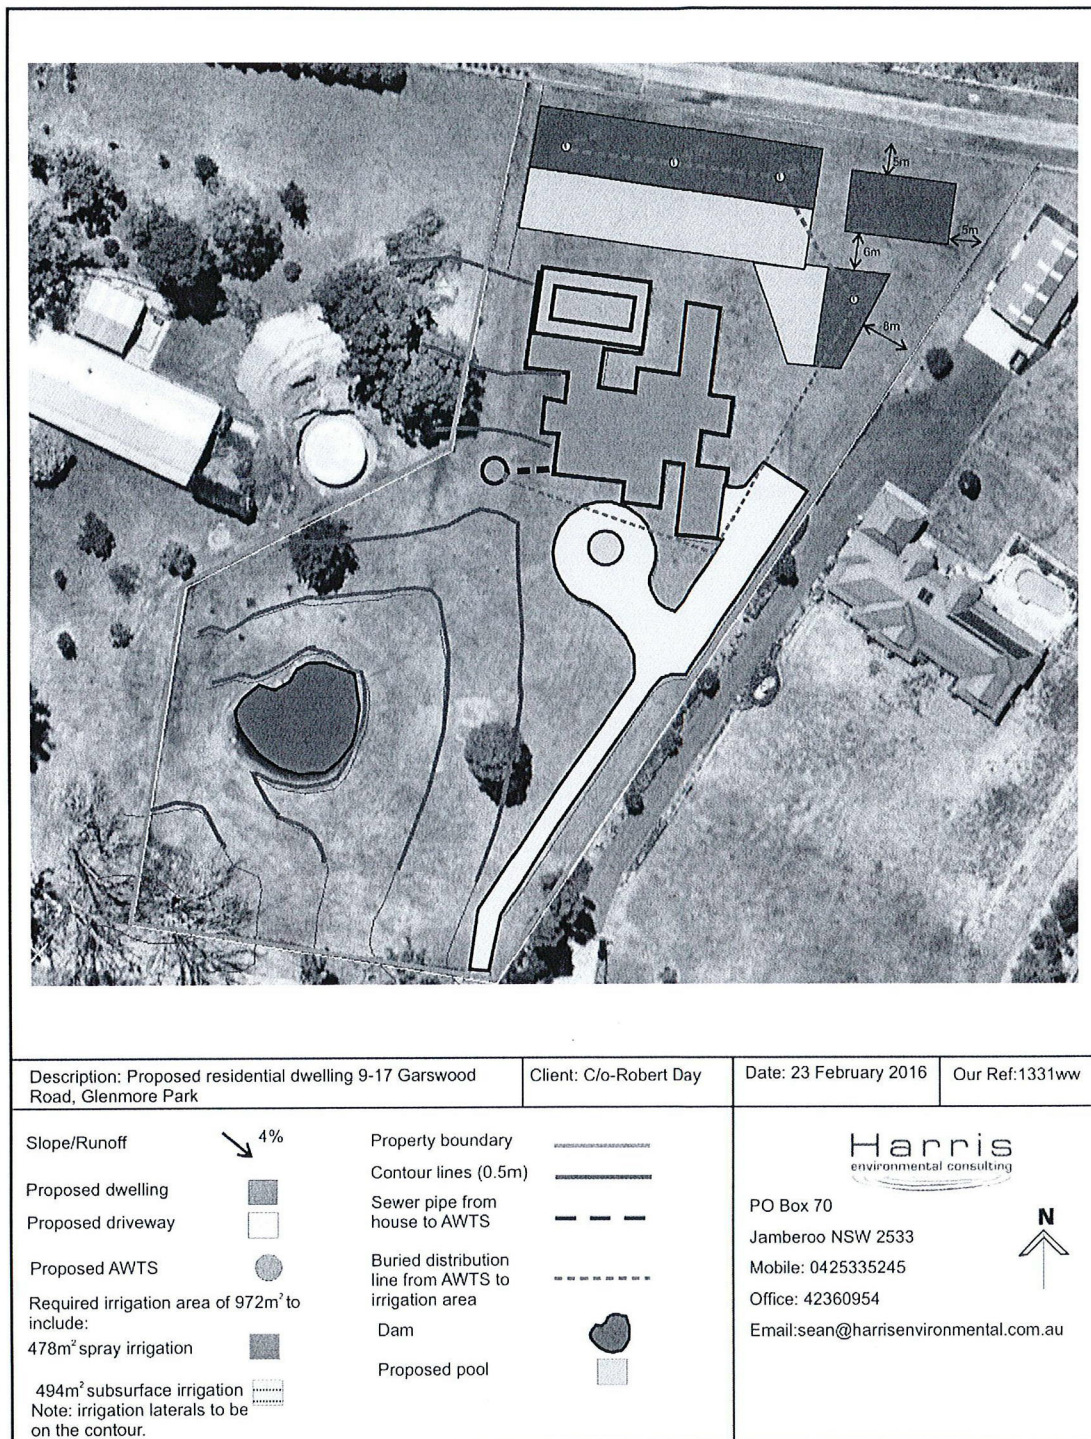 5m
5m
6m
8m
Description: Proposed residential dwelling 9-17 Garswood
Road, Glenmore Park
Client: C/o-Robert Day
Date: 23 February 2016
Our Ref:1331ww
Slope/Runoff
4%
Proposed dwelling
Proposed driveway
Proposed AWTS
Required irrigation area of 972m² to
include:
478m² spray irrigation
494m² subsurface irrigation
Note: irrigation laterals to be
on the contour.
Property boundary
Contour lines (0.5m)
Sewer pipe from
house to AWTS
Buried distribution
line from AWTS to
irrigation area
Dam
Proposed pool
Harris
environmental consulting
PO Box 70
Jamberoo NSW 2533
Mobile: 0425335245
Office: 42360954
Email:sean@harrisenvironmental.com.au
N